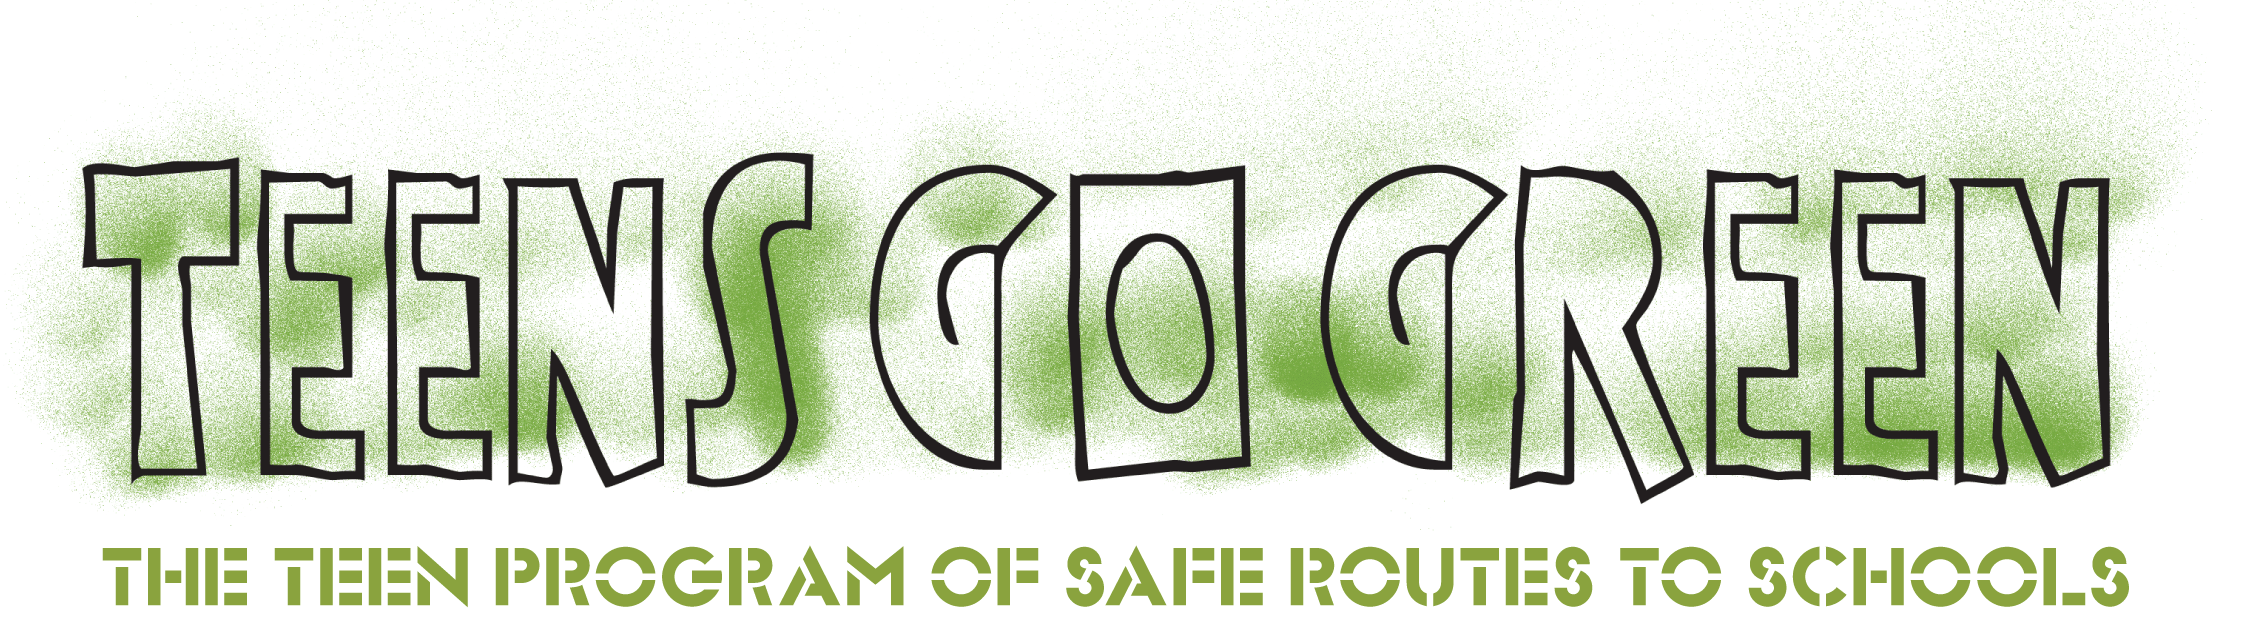 TEENS GO GREEN
THE TEEN PROGRAM OF SAFE ROUTES TO SCHOOLS